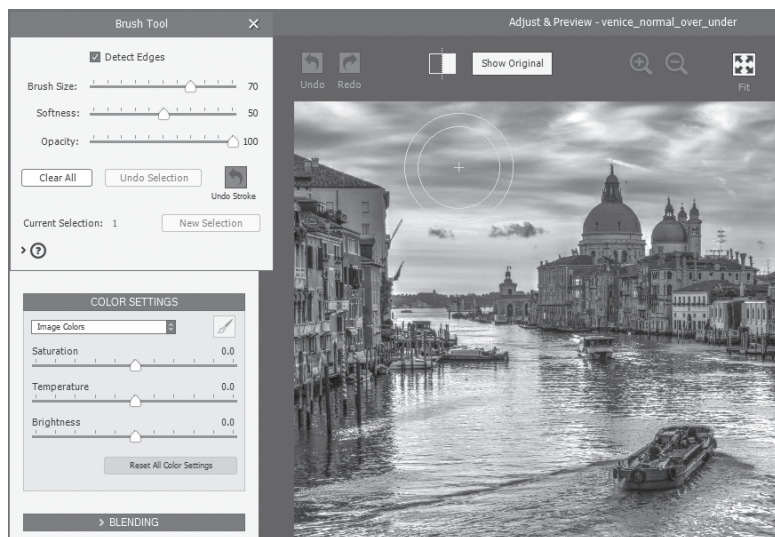 Brush Tool
Detect Edges
Brush Size: 70
Softness: 50
Opacity: 100
Clear All
Undo Selection
Undo Stroke
Current Selection: 1
New Selection
COLOR SETTINGS
Image Colors
Saturation 0.0
Temperature 0.0
Brightness 0.0
Reset All Color Settings
> BLENDING
Adjust & Preview - venice_normal_over_under
Undo
Redo
Show Original
Fit